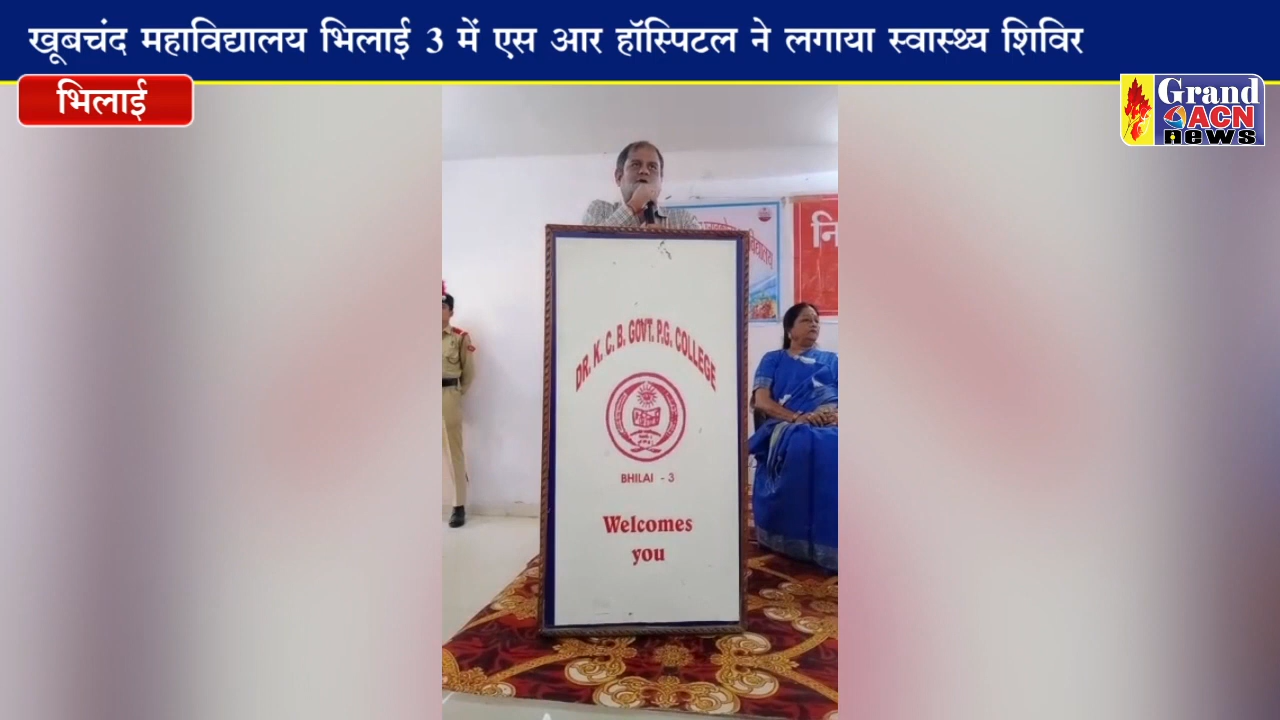 खूबचंद महाविद्यालय भिलाई 3 में एस आर हॉस्पिटल ने लगाया स्वास्थ्य शिविर
भिलाई
Grand
ACN
news
नि
DR. K. C. B. GOVT. P.G. COLLEGE
BHILAI - 3
Welcomes
you